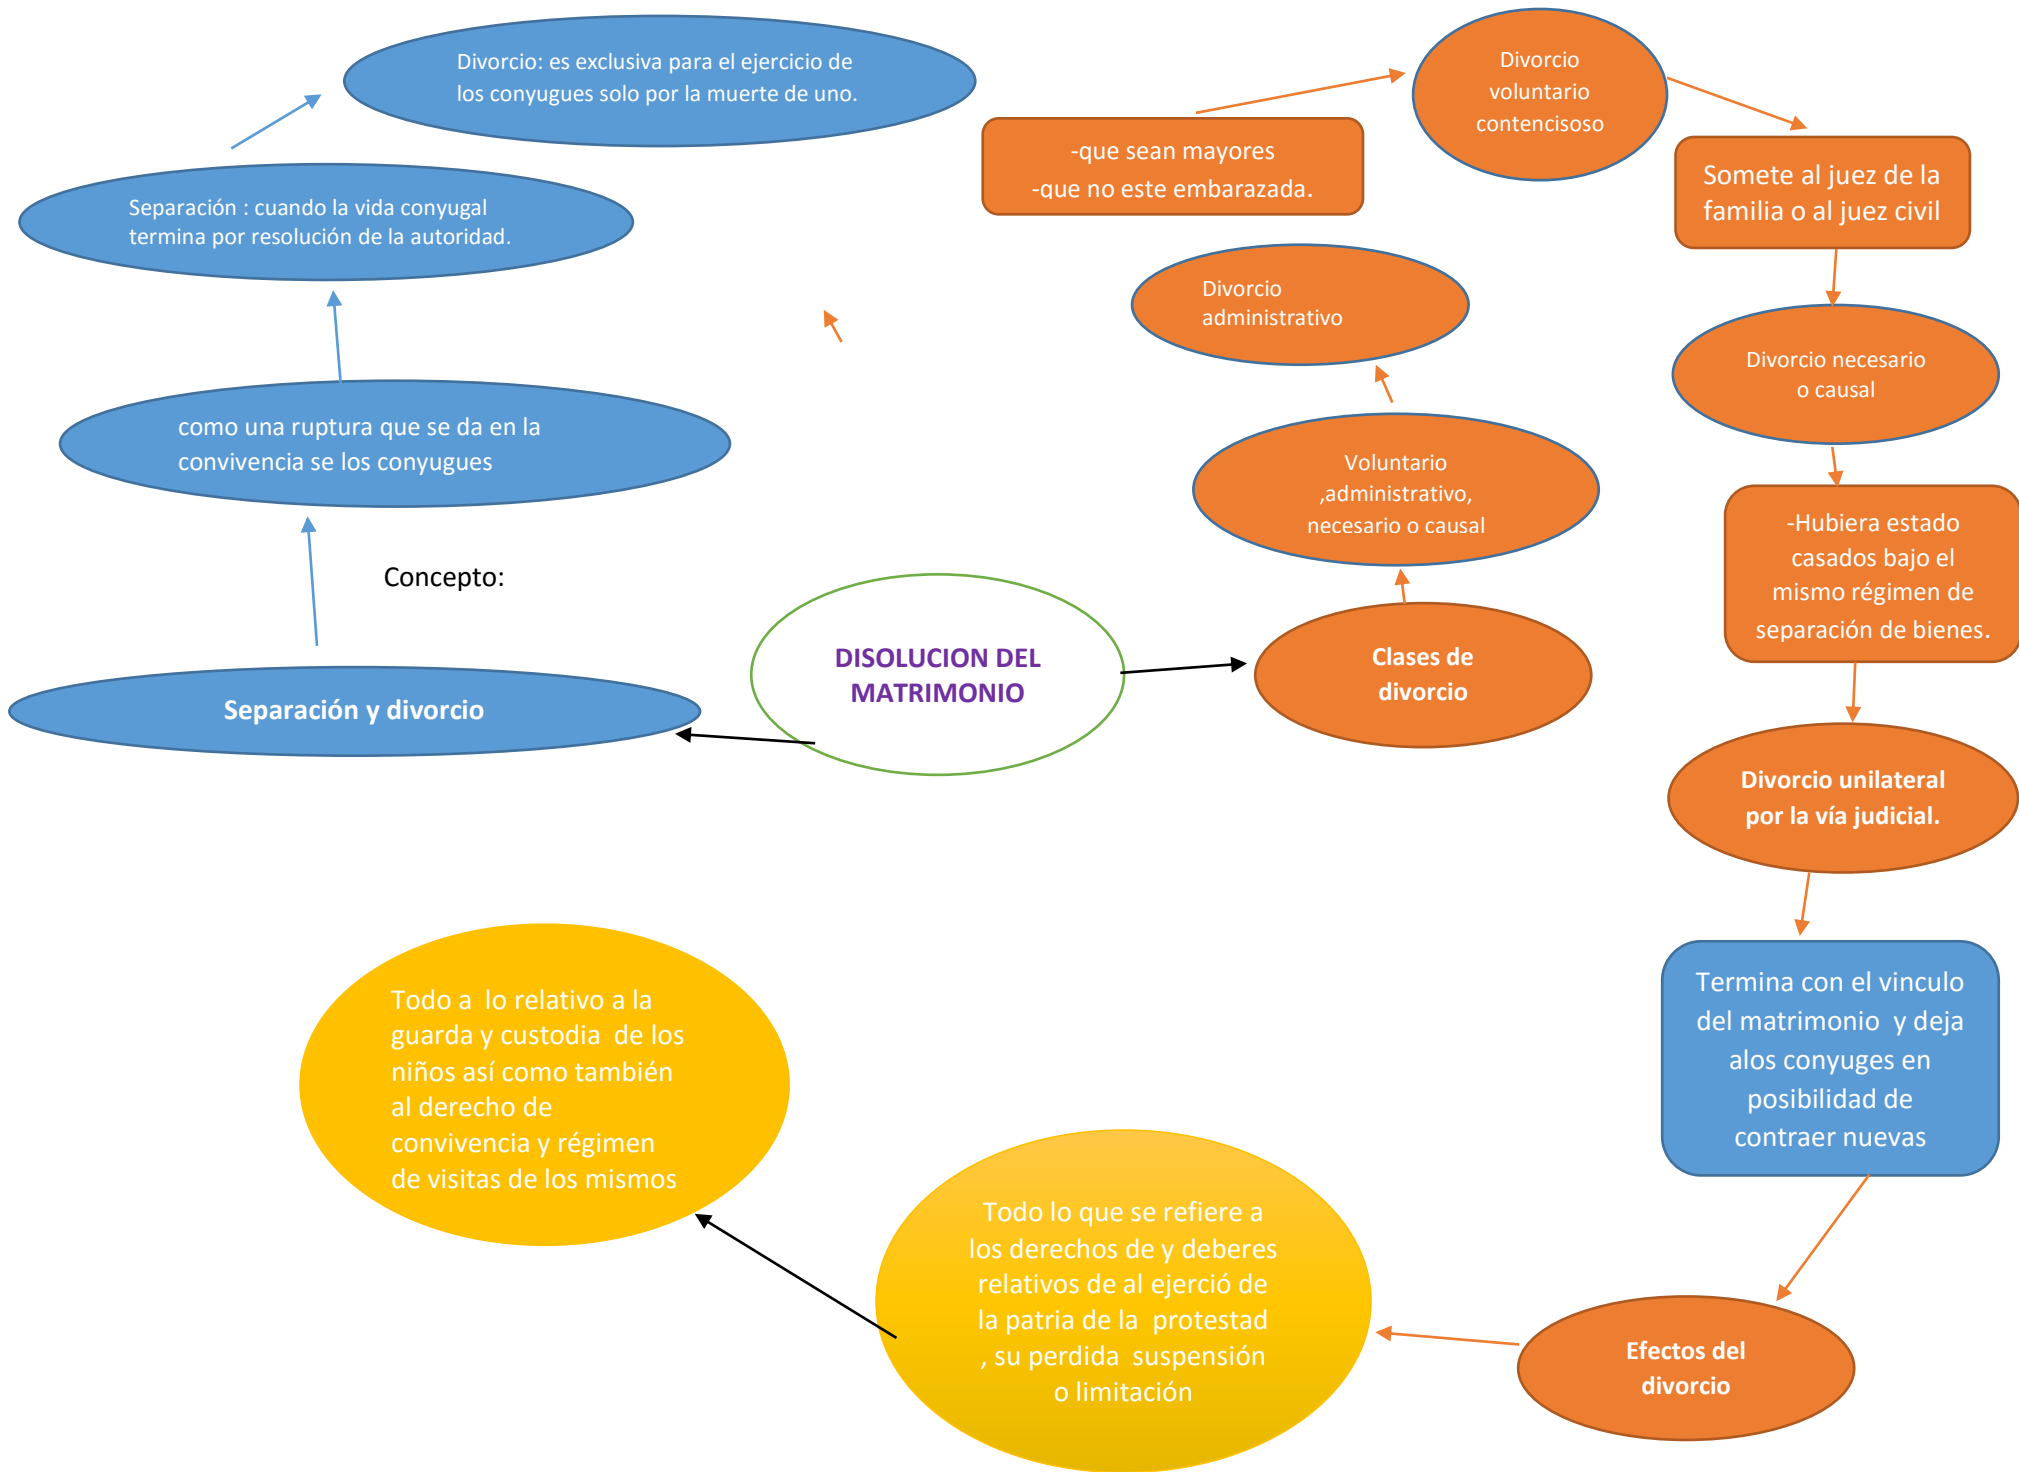 Divorcio: es exclusiva para el ejercicio de
los conyugues solo por la muerte de uno.
Separación : cuando la vida conyugal
termina por resolución de la autoridad.
como una ruptura que se da en la
convivencia se los conyugues
Concepto:
Separación y divorcio
DISOLUCION DEL
MATRIMONIO
Clases de
divorcio
Voluntario
,administrativo,
necesario o causal
Divorcio
administrativo
-que sean mayores
-que no este embarazada.
Divorcio
voluntario
contencisoso
Somete al juez de la
familia o al juez civil
Divorcio necesario
o causal
-Hubiera estado
casados bajo el
mismo régimen de
separación de bienes.
Divorcio unilateral
por la vía judicial.
Termina con el vinculo
del matrimonio y deja
alos conyuges en
posibilidad de
contraer nuevas
Efectos del
divorcio
Todo lo que se refiere a
los derechos de y deberes
relativos de al ejerció de
la patria de la protestad
, su perdida suspensión
o limitación
Todo a lo relativo a la
guarda y custodia de los
niños así como también
al derecho de
convivencia y régimen
de visitas de los mismos